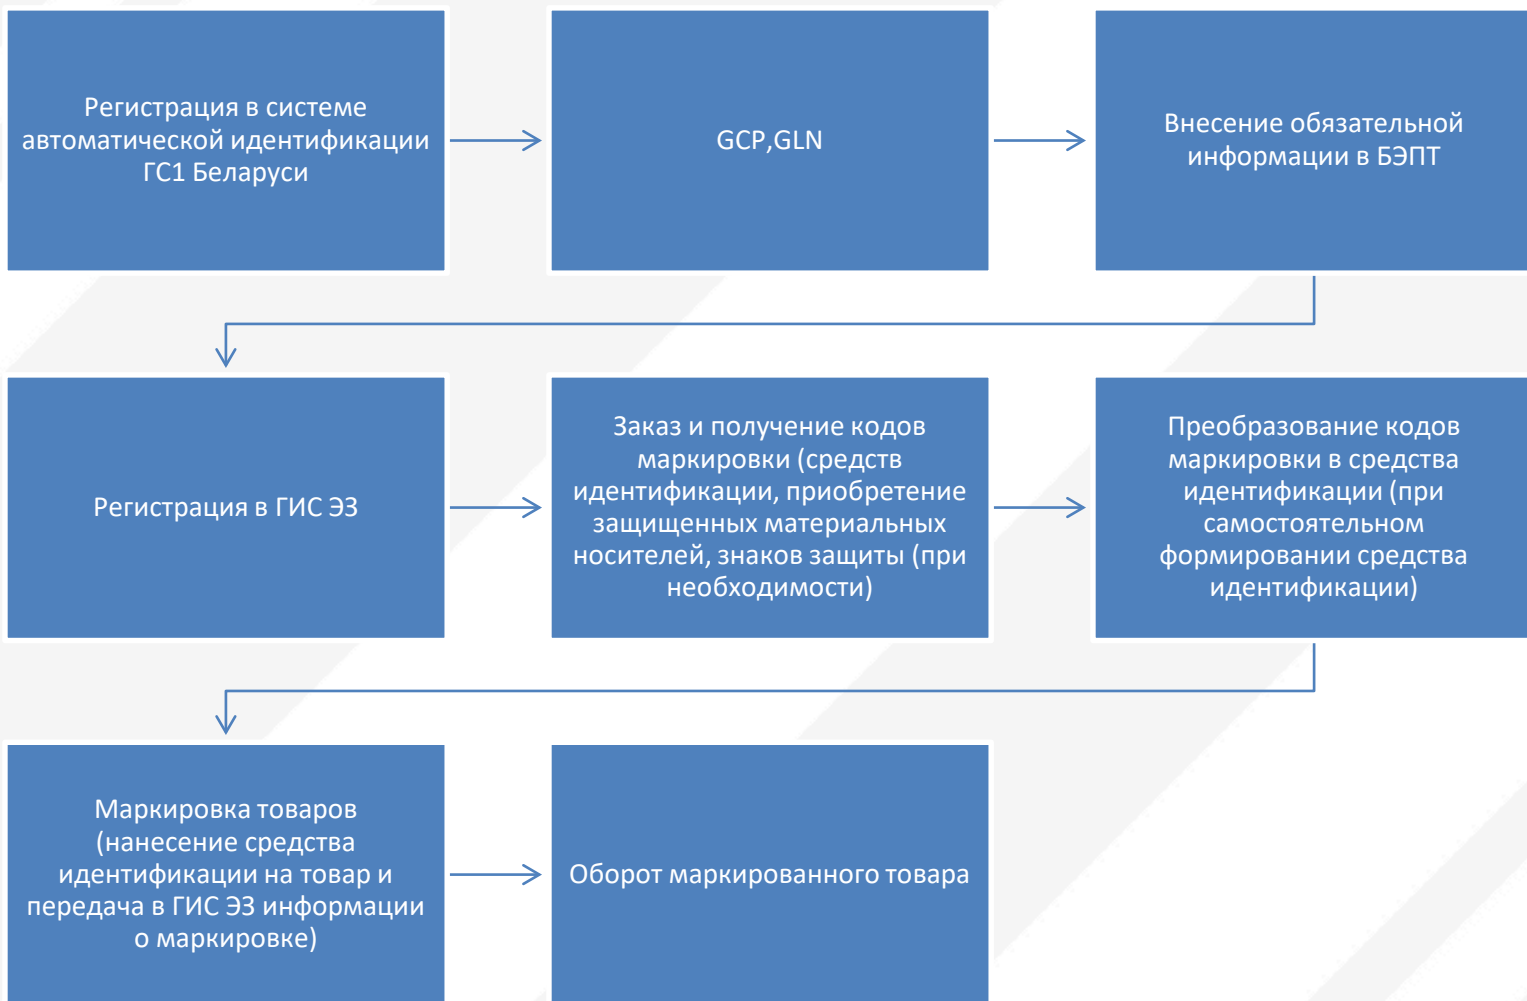 Регистрация в системе
автоматической идентификации
ГС1 Беларуси
GCP,GLN
Внесение обязательной
информации в БЭПТ
Регистрация в ГИС ЭЗ
Заказ и получение кодов
маркировки (средств
идентификации, приобретение
защищенных материальных
носителей, знаков защиты (при
необходимости)
Преобразование кодов
маркировки в средства
идентификации (при
самостоятельном
формировании средства
идентификации)
Маркировка товаров
(нанесение средства
идентификации на товар и
передача в ГИС ЭЗ информации
о маркировке)
Оборот маркированного товара